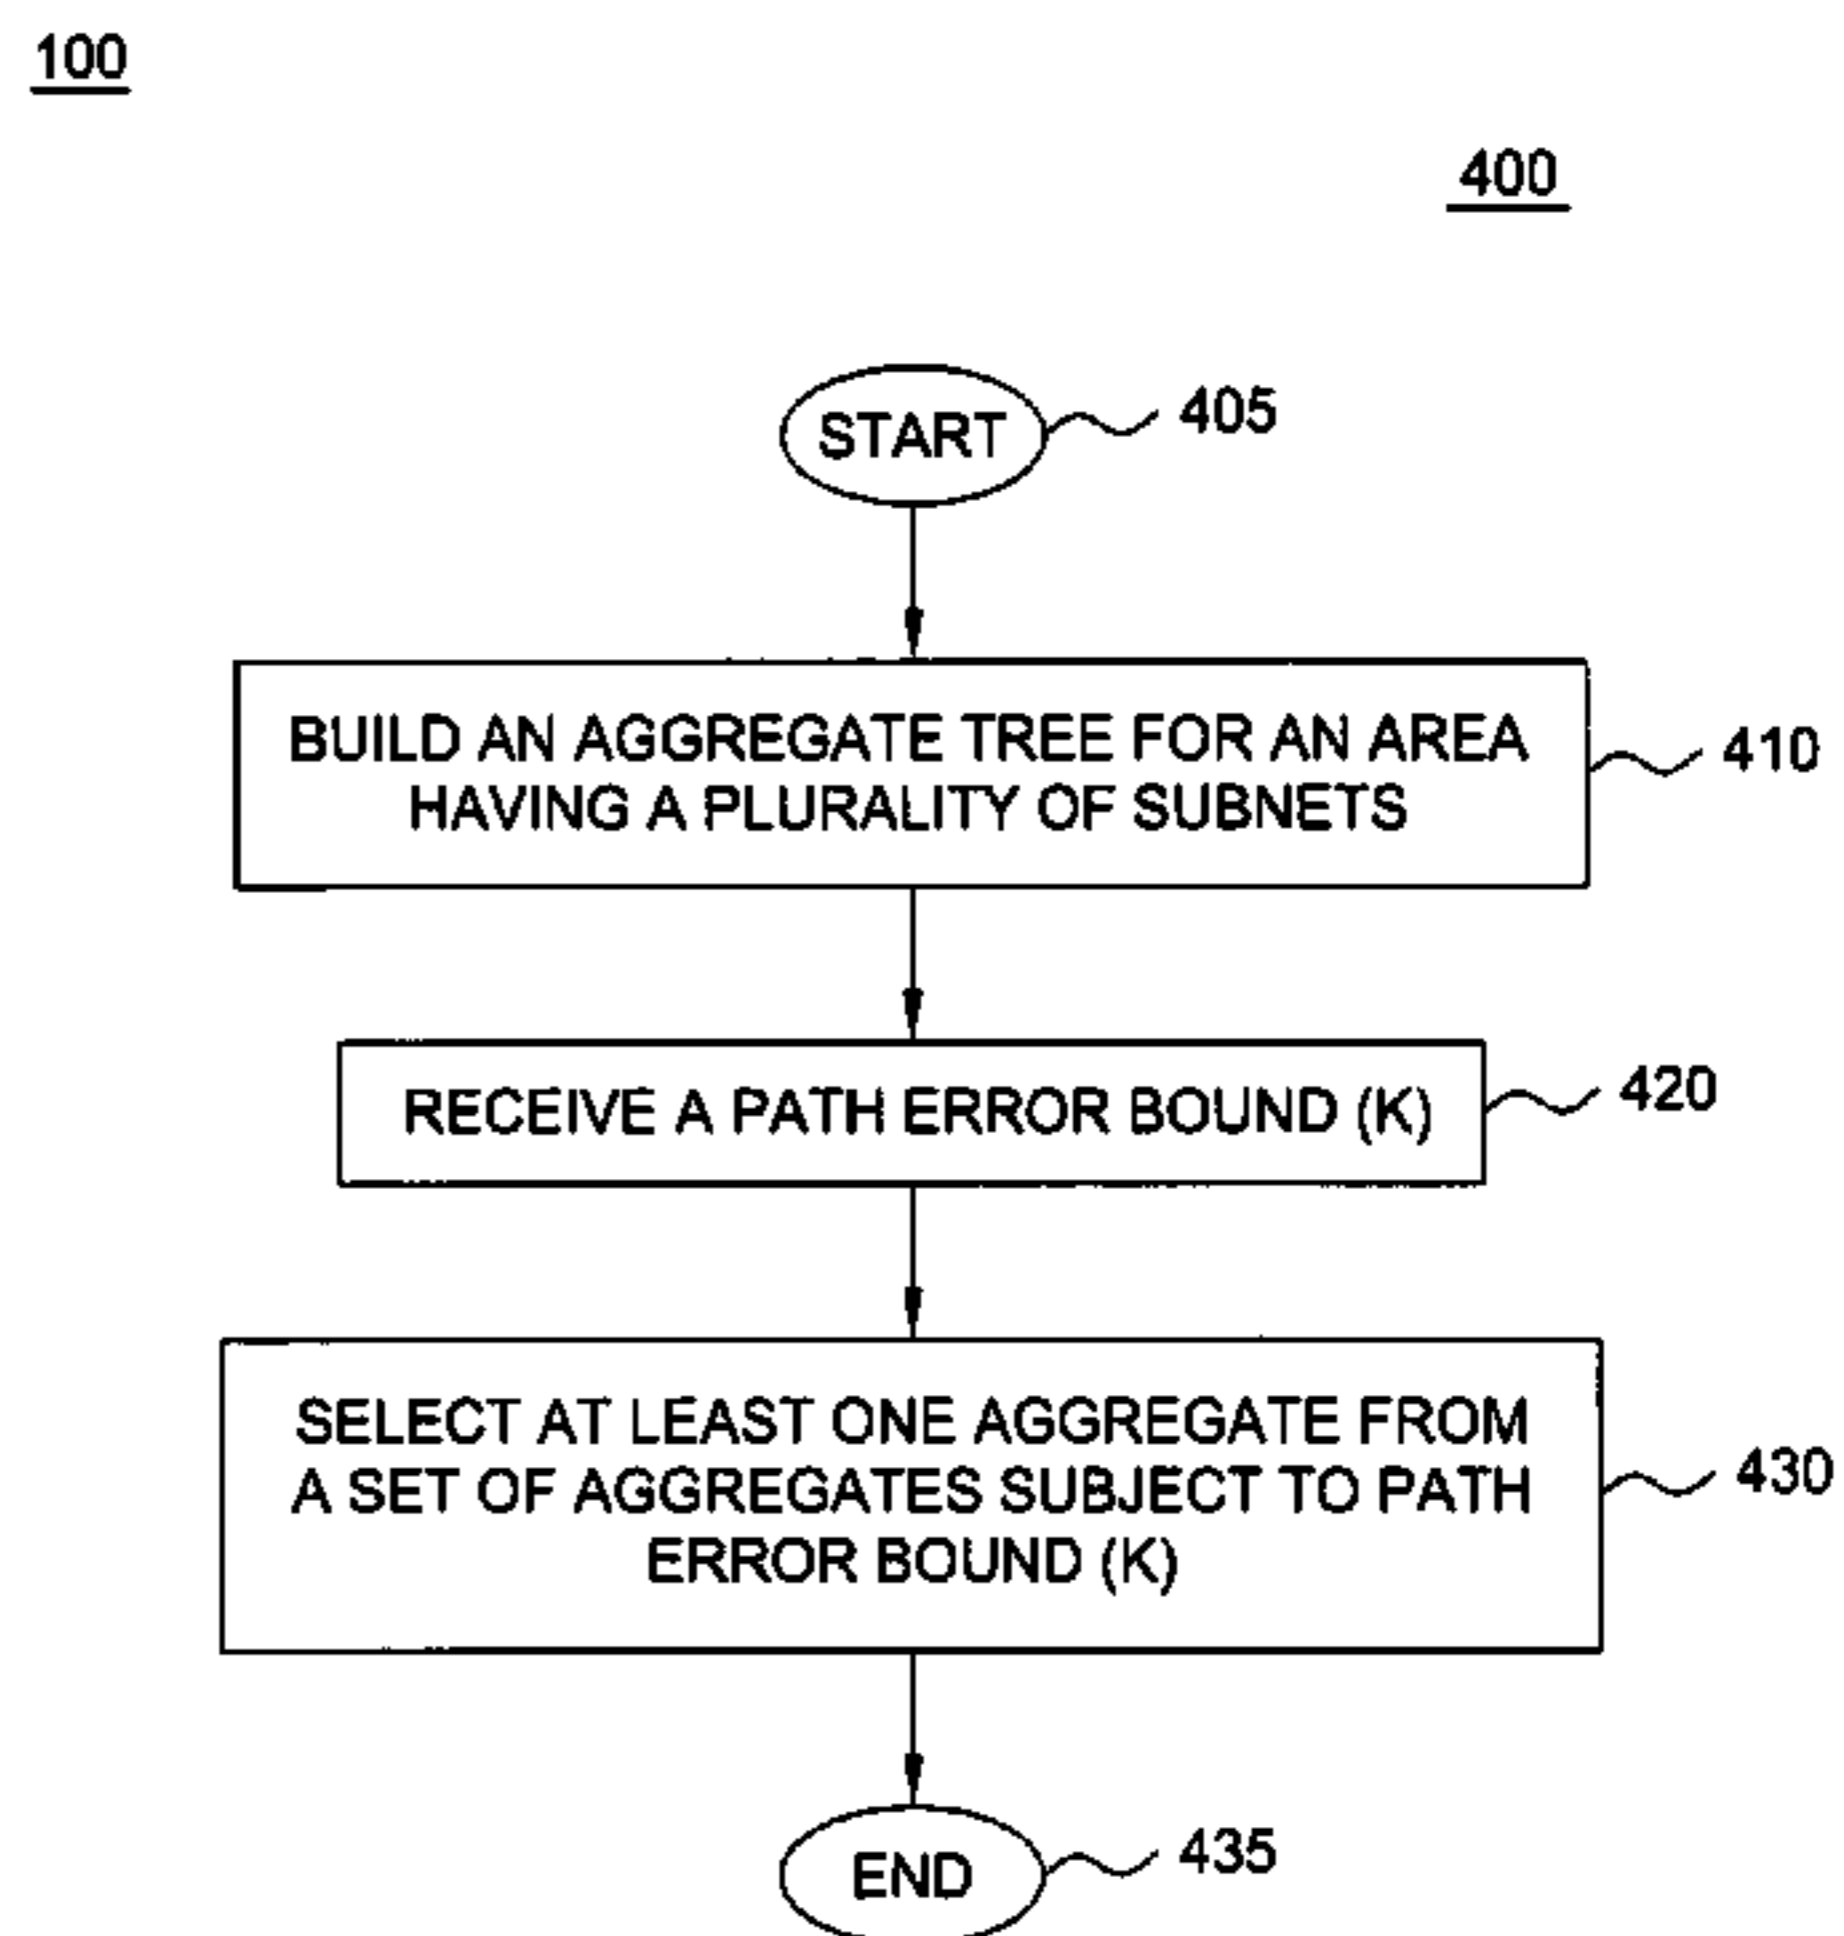 100
400
START
405
BUILD AN AGGREGATE TREE FOR AN AREA
HAVING A PLURALITY OF SUBNETS
410
RECEIVE A PATH ERROR BOUND (K)
420
SELECT AT LEAST ONE AGGREGATE FROM
A SET OF AGGREGATES SUBJECT TO PATH
ERROR BOUND (K)
430
END
435